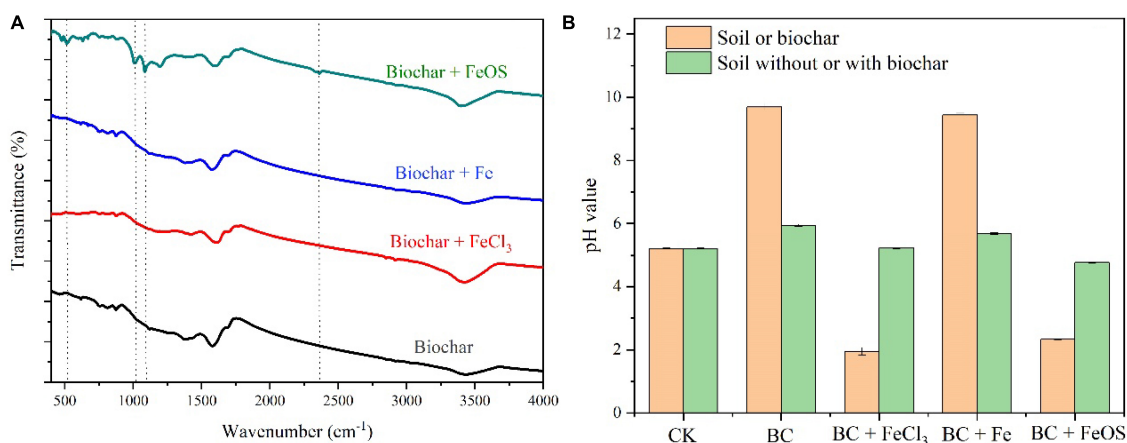 A
Transmittance (%)
Biochar + FeOS
Biochar + Fe
Biochar + FeCl₃
Biochar
500 1000 1500 2000 2500 3000 3500 4000
Wavenumber (cm⁻¹)
B
pH value
12
10
8
6
4
2
0
Soil or biochar
Soil without or with biochar
CK BC BC + FeCl₃ BC + Fe BC + FeOS